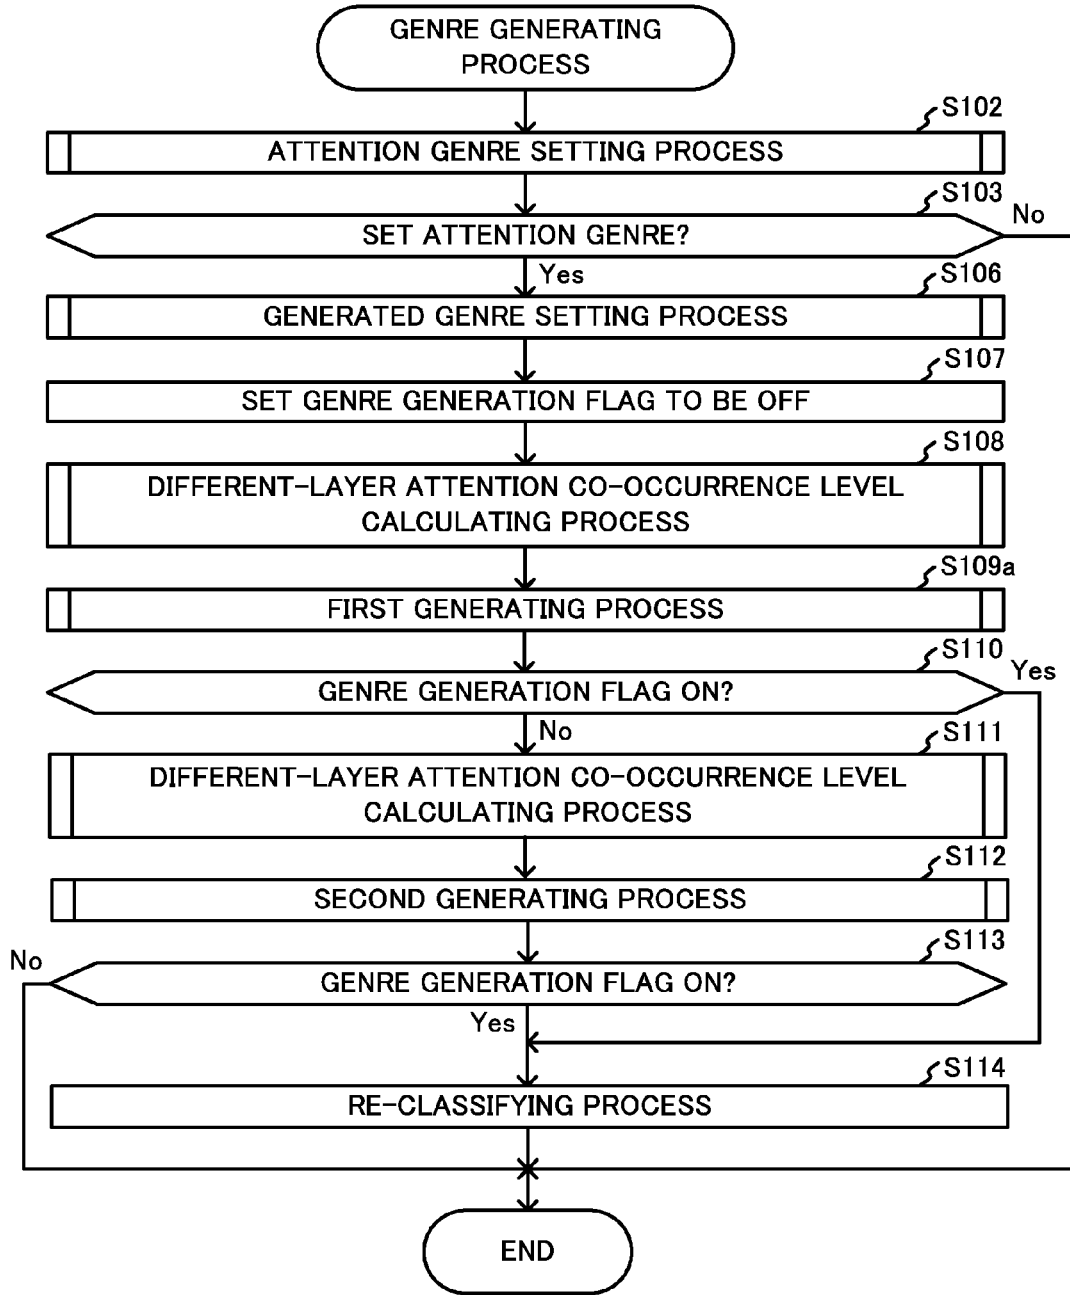 GENRE GENERATING
PROCESS
S102
ATTENTION GENRE SETTING PROCESS
S103
No
SET ATTENTION GENRE?
Yes
S106
GENERATED GENRE SETTING PROCESS
S107
SET GENRE GENERATION FLAG TO BE OFF
S108
DIFFERENT-LAYER ATTENTION CO-OCCURRENCE LEVEL
CALCULATING PROCESS
S109a
FIRST GENERATING PROCESS
S110
Yes
GENRE GENERATION FLAG ON?
No
S111
DIFFERENT-LAYER ATTENTION CO-OCCURRENCE LEVEL
CALCULATING PROCESS
S112
SECOND GENERATING PROCESS
S113
No
GENRE GENERATION FLAG ON?
Yes
S114
RE-CLASSIFYING PROCESS
END